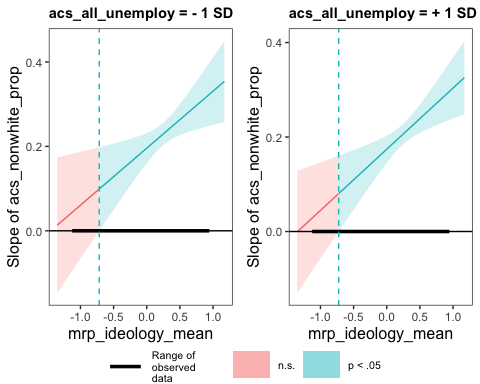 acs_all_unemploy = - 1 SD
acs_all_unemploy = + 1 SD
Slope of acs_nonwhite_prop
0.4
0.2
0.0
-1.0 -0.5 0.0 0.5 1.0
mrp_ideology_mean
Slope of acs_nonwhite_prop
0.4
0.2
0.0
-1.0 -0.5 0.0 0.5 1.0
mrp_ideology_mean
Range of
observed
data
n.s.
p < .05